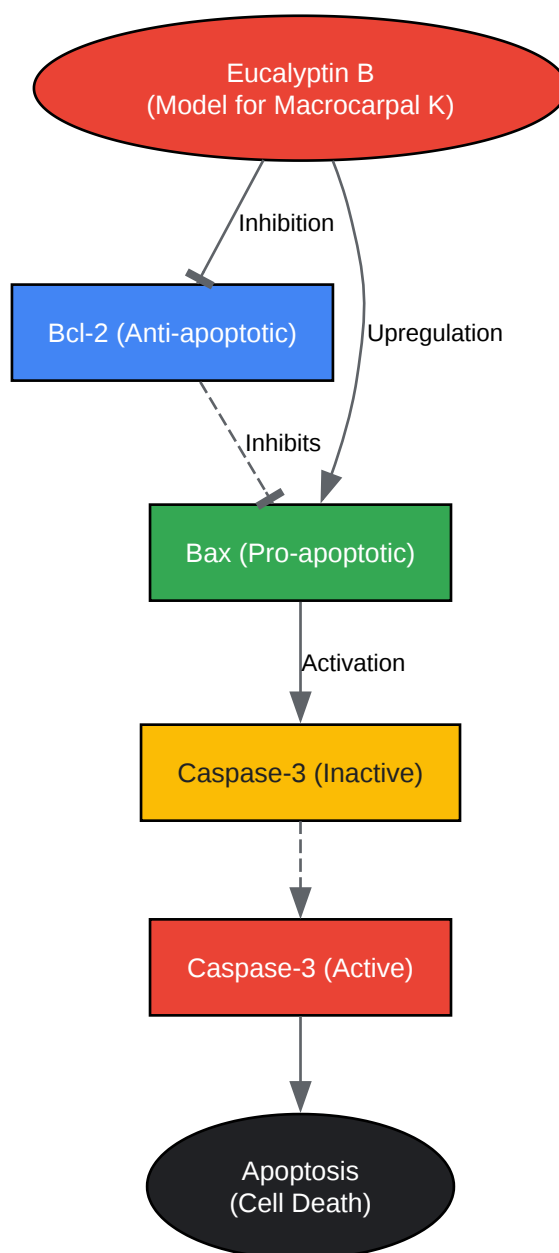 Eucalyptin B
(Model for Macrocarpal K)
Inhibition
Bcl-2 (Anti-apoptotic)
Upregulation
Inhibits
Bax (Pro-apoptotic)
Activation
Caspase-3 (Inactive)
Caspase-3 (Active)
Apoptosis
(Cell Death)